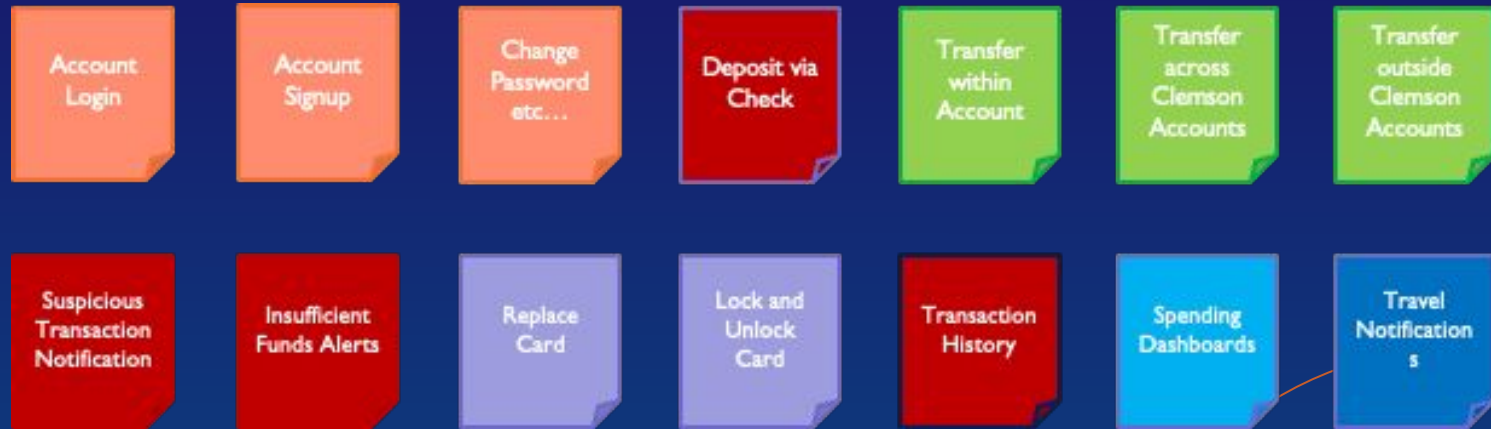 Account
Login
Account
Signup
Change
Password
etc...
Deposit via
Check
Transfer
within
Account
Transfer
across
Clemson
Accounts
Transfer
outside
Clemson
Accounts
Suspicious
Transaction
Notification
Insufficient
Funds Alerts
Replace
Card
Lock and
Unlock
Card
Transaction
History
Spending
Dashboards
Travel
Notification
s